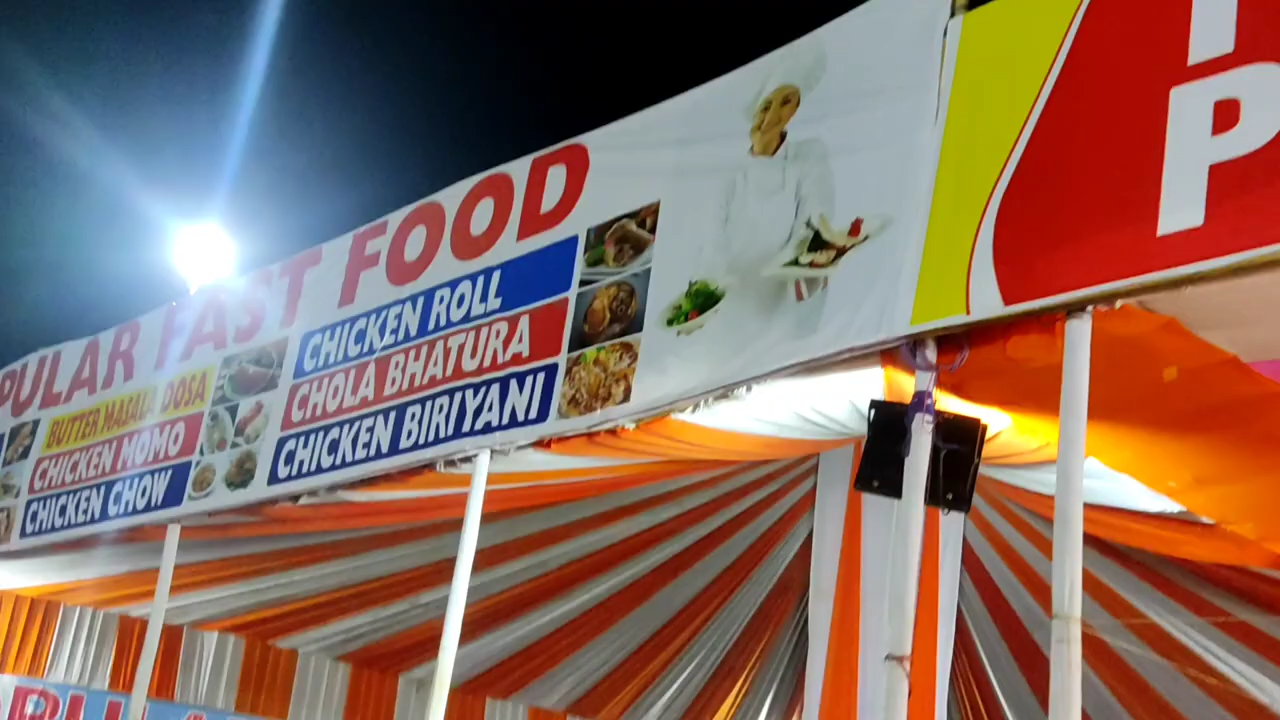 PULAR FAST FOOD
BUTTER MASALA DOSA
CHICKEN MOMO
CHICKEN CHOW
CHICKEN ROLL
CHOLA BHATURA
CHICKEN BIRIYANI
P